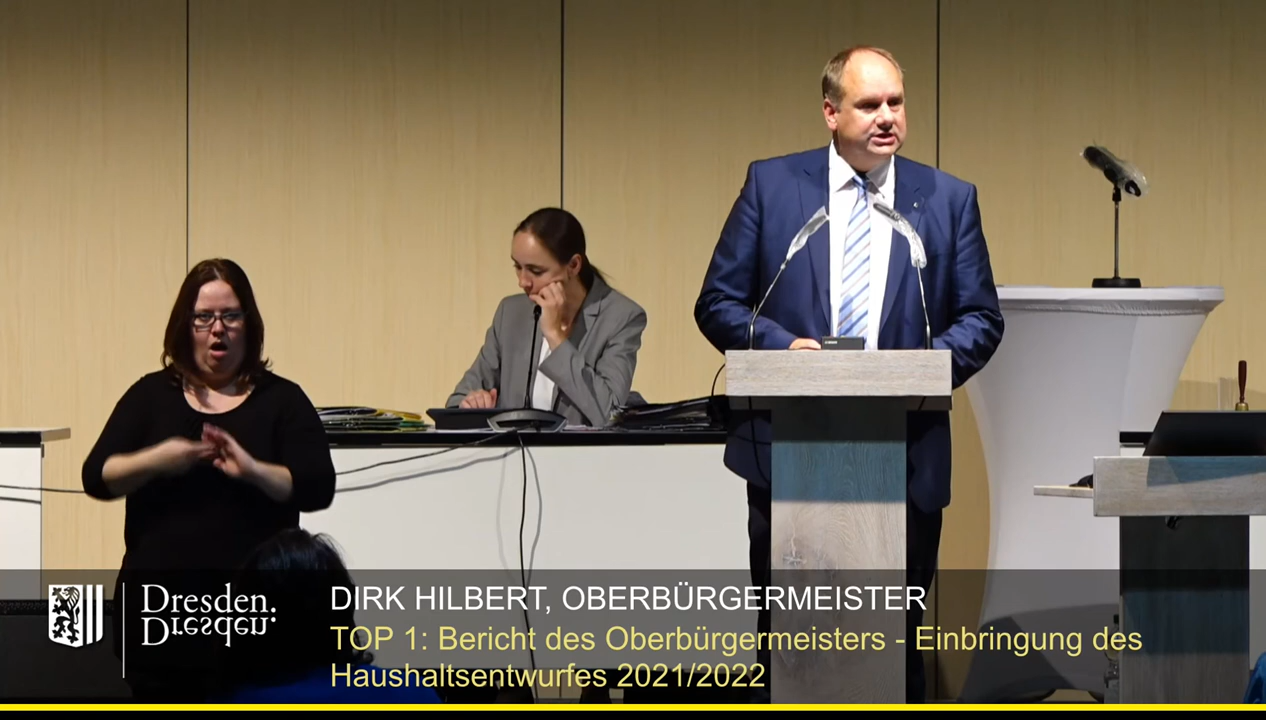 DIRK HILBERT, OBERBÜRGERMEISTER
TOP 1: Bericht des Oberbürgermeisters - Einbringung des
Haushaltsentwurfes 2021/2022
Dresden.
Dresden.